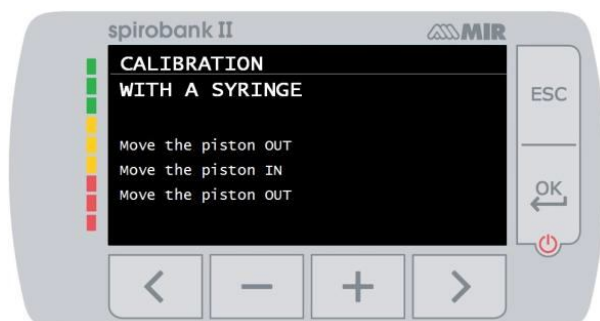 spirobank II
MIR
CALIBRATION
WITH A SYRINGE
Move the piston OUT
Move the piston IN
Move the piston OUT
ESC
OK